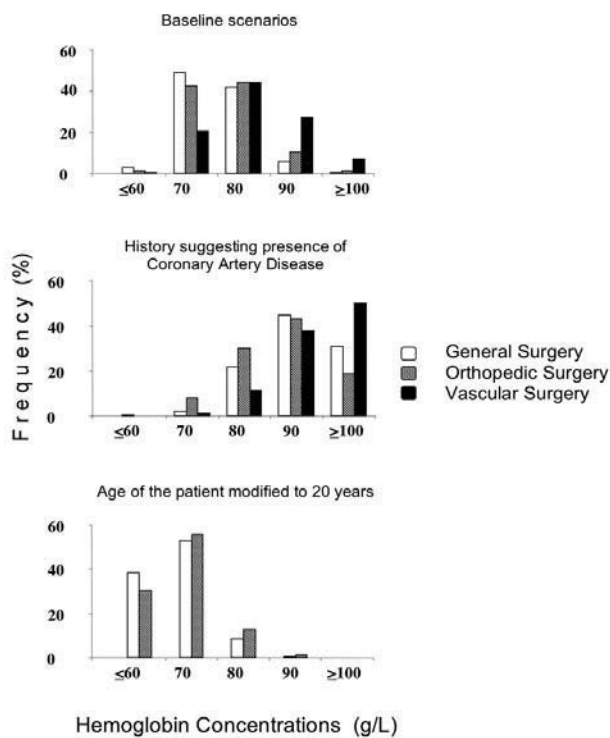 Baseline scenarios
60
40
20
0
≤60 70 80 90 ≥100
History suggesting presence of
Coronary Artery Disease
60
40
20
0
≤60 70 80 90 ≥100
Frequency (%)
General Surgery
Orthopedic Surgery
Vascular Surgery
Age of the patient modified to 20 years
60
40
20
0
≤60 70 80 90 ≥100
Hemoglobin Concentrations (g/L)